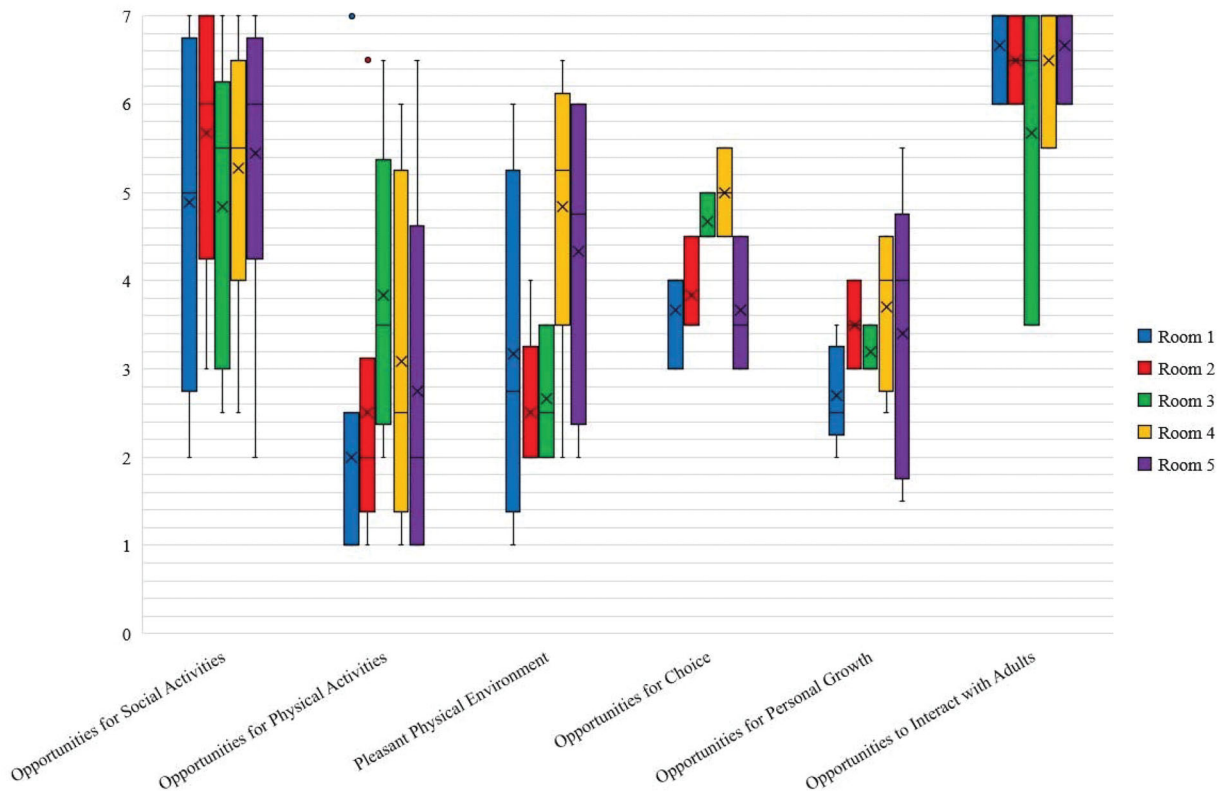 7
6
5
4
3
2
1
0
Room 1
Room 2
Room 3
Room 4
Room 5
Opportunities for Social Activities
Opportunities for Physical Activities
Pleasant Physical Environment
Opportunities for Choice
Opportunities for Personal Growth
Opportunities to Interact with Adults